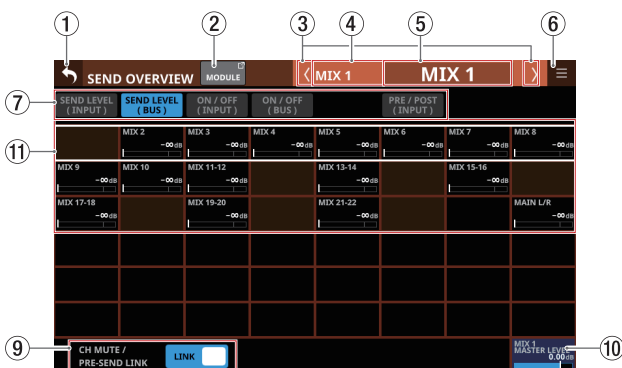 ① ② ③ ④ ⑤ ⑥
SEND OVERVIEW MODULE MIX 1 MIX 1
⑦
SEND LEVEL SEND LEVEL ON / OFF ON / OFF PRE / POST
(INPUT) (BUS) (INPUT) (BUS) (INPUT)
⑪
MIX 2 MIX 3 MIX 4 MIX 5 MIX 6 MIX 7 MIX 8
-∞dB -∞dB -∞dB -∞dB -∞dB -∞dB -∞dB
MIX 9 MIX 10 MIX 11-12 MIX 13-14 MIX 15-16
-∞dB -∞dB -∞dB -∞dB -∞dB
MIX 17-18 MIX 19-20 MIX 21-22 MAIN L/R
-∞dB -∞dB -∞dB -∞dB
⑨ ⑩
CH MUTE /
PRE-SEND LINK
LINK
MIX 1
MASTER LEVEL
0.00dB